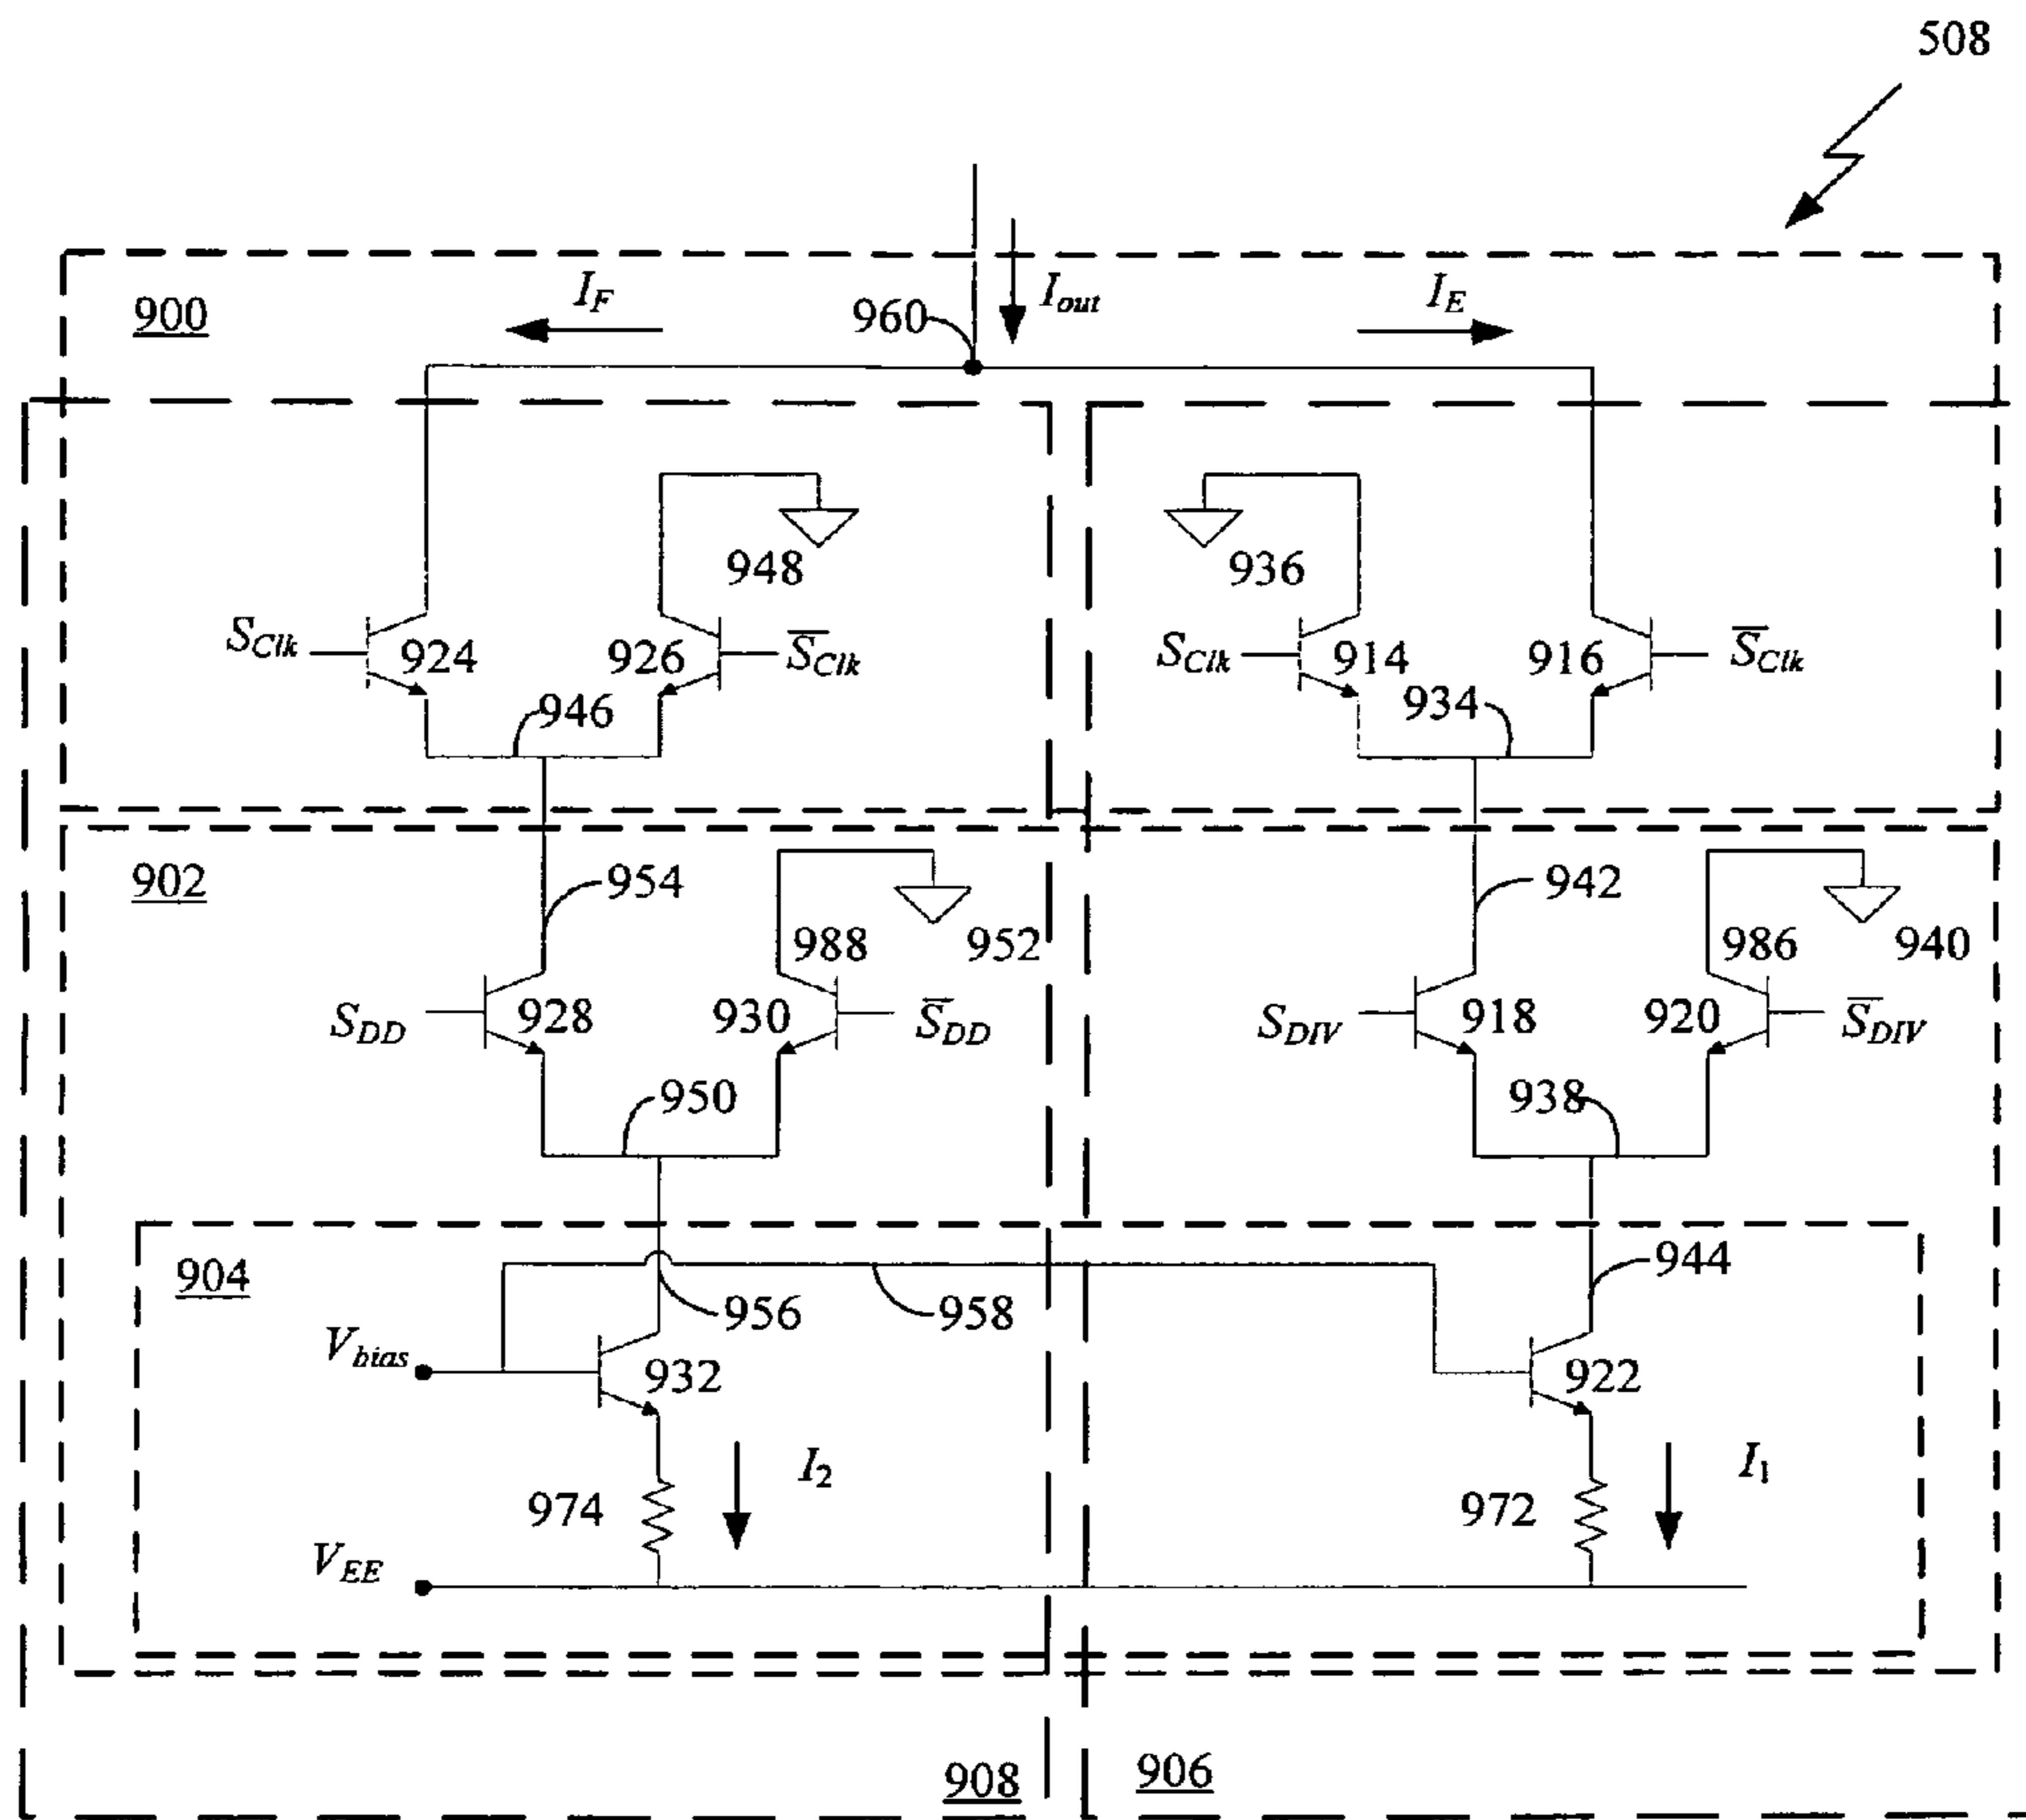 508
900
I_F
960
I_out
I_E
948
936
S_Clk
924
926
S̅_Clk
S_Clk
914
916
S̅_Clk
946
934
902
954
942
988
952
986
940
S_DD
928
930
S̅_DD
S_DIV
918
920
S̅_DIV
950
938
904
944
956
958
V_bias
932
922
I_2
I_1
974
972
V_EE
908
906